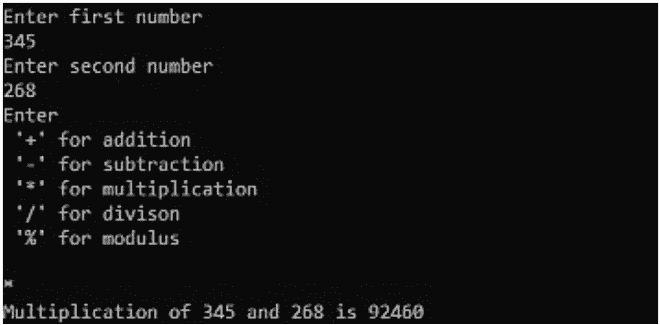 Enter first number
345
Enter second number
268
Enter
'+' for addition
'-' for subtraction
'*' for multiplication
'/' for divison
'%' for modulus
*
Multiplication of 345 and 268 is 92460